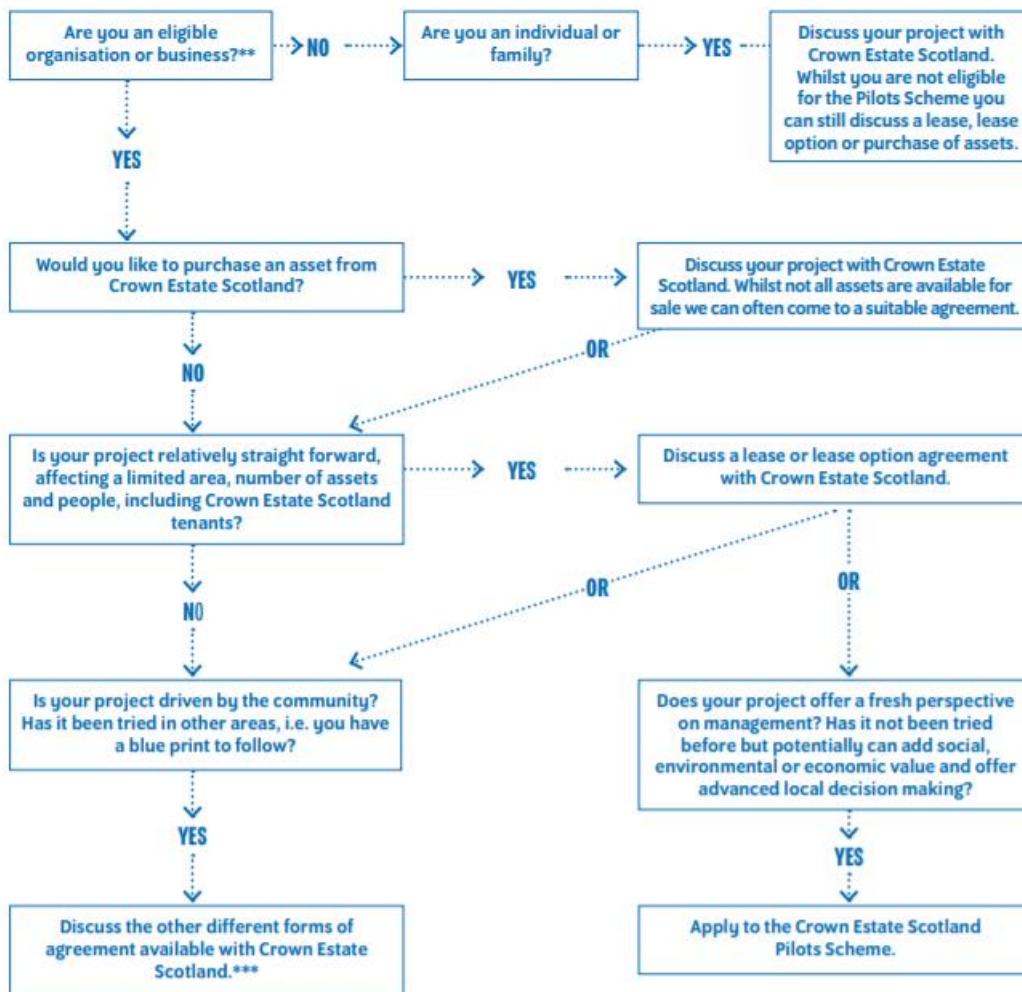 Are you an eligible
organisation or business?**
NO
Are you an individual or
family?
YES
Discuss your project with
Crown Estate Scotland.
Whilst you are not eligible
for the Pilots Scheme you
can still discuss a lease, lease
option or purchase of assets.
YES
Would you like to purchase an asset from
Crown Estate Scotland?
YES
Discuss your project with Crown Estate
Scotland. Whilst not all assets are available for
sale we can often come to a suitable agreement.
OR
NO
Is your project relatively straight forward,
affecting a limited area, number of assets
and people, including Crown Estate Scotland
tenants?
YES
Discuss a lease or lease option agreement
with Crown Estate Scotland.
OR
OR
NO
Is your project driven by the community?
Has it been tried in other areas, i.e. you have
a blue print to follow?
Does your project offer a fresh perspective
on management? Has it not been tried
before but potentially can add social,
environmental or economic value and offer
advanced local decision making?
YES
YES
Discuss the other different forms of
agreement available with Crown Estate
Scotland.***
Apply to the Crown Estate Scotland
Pilots Scheme.